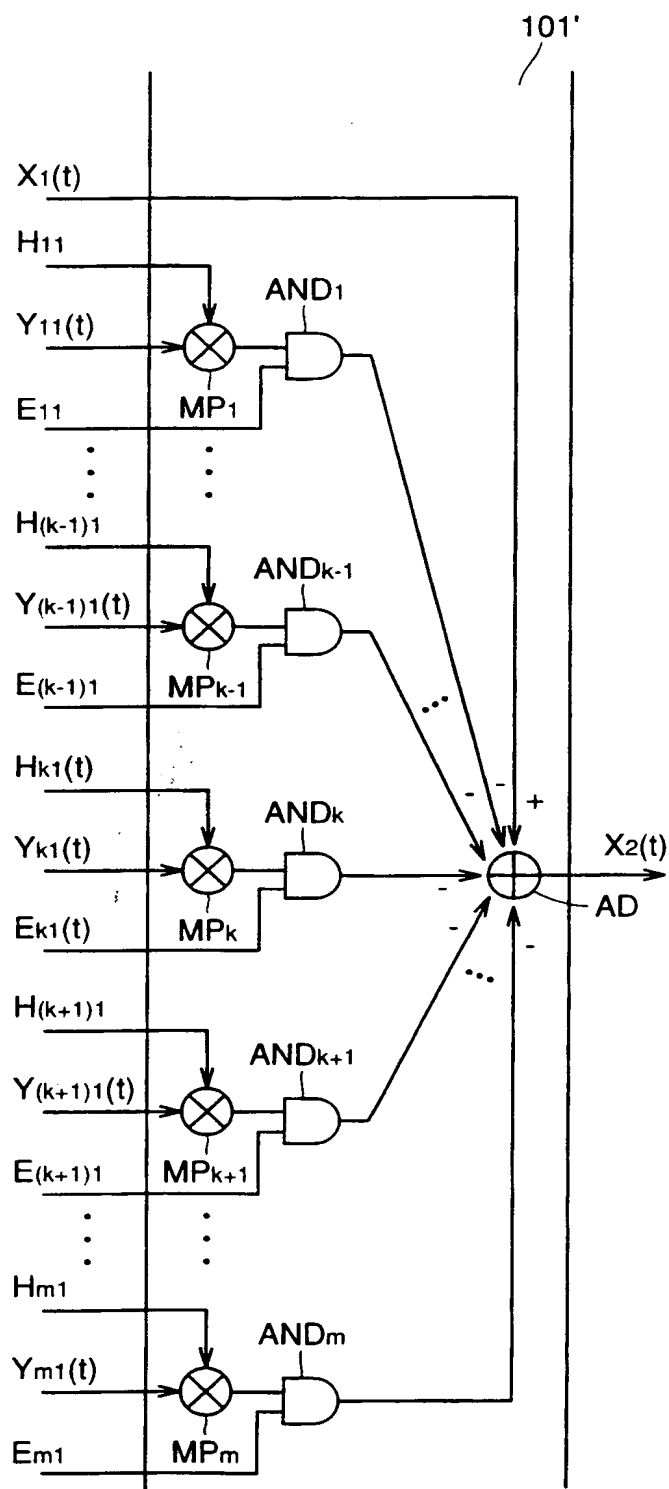 101'
X1(t)
H11
AND1
Y11(t)
MP1
E11
H(k-1)1
ANDk-1
Y(k-1)1(t)
MPk-1
E(k-1)1
Hk1(t)
- - +
ANDk
X2(t)
Yk1(t)
-
AD
MPk
- -
Ek1(t)
H(k+1)1
ANDk+1
Y(k+1)1(t)
MPk+1
E(k+1)1
Hm1
ANDm
Ym1(t)
MPm
Em1